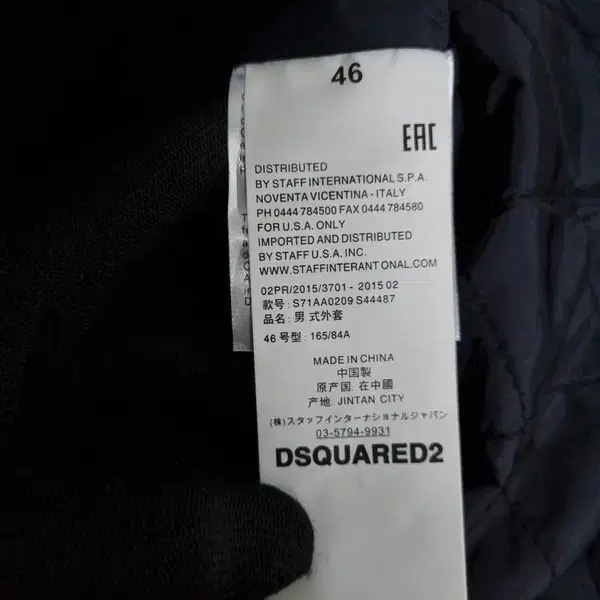 46
EAC
DISTRIBUTED
BY STAFF INTERNATIONAL S.P.A.
NOVENTA VICENTINA - ITALY
PH 0444 784500 FAX 0444 784580
FOR U.S.A. ONLY
IMPORTED AND DISTRIBUTED
BY STAFF U.S.A. INC.
WWW.STAFFINTERANTONAL.COM
02PR/2015/3701 - 2015 02
款号: S71AA0209 S44487
品名: 男 式外套
46 号型: 165/84A
MADE IN CHINA
中国製
原产国: 在中國
产地: JINTAN CITY
(株)スタッフインターナショナルジャパン
03-5794-9931
DSQUARED2